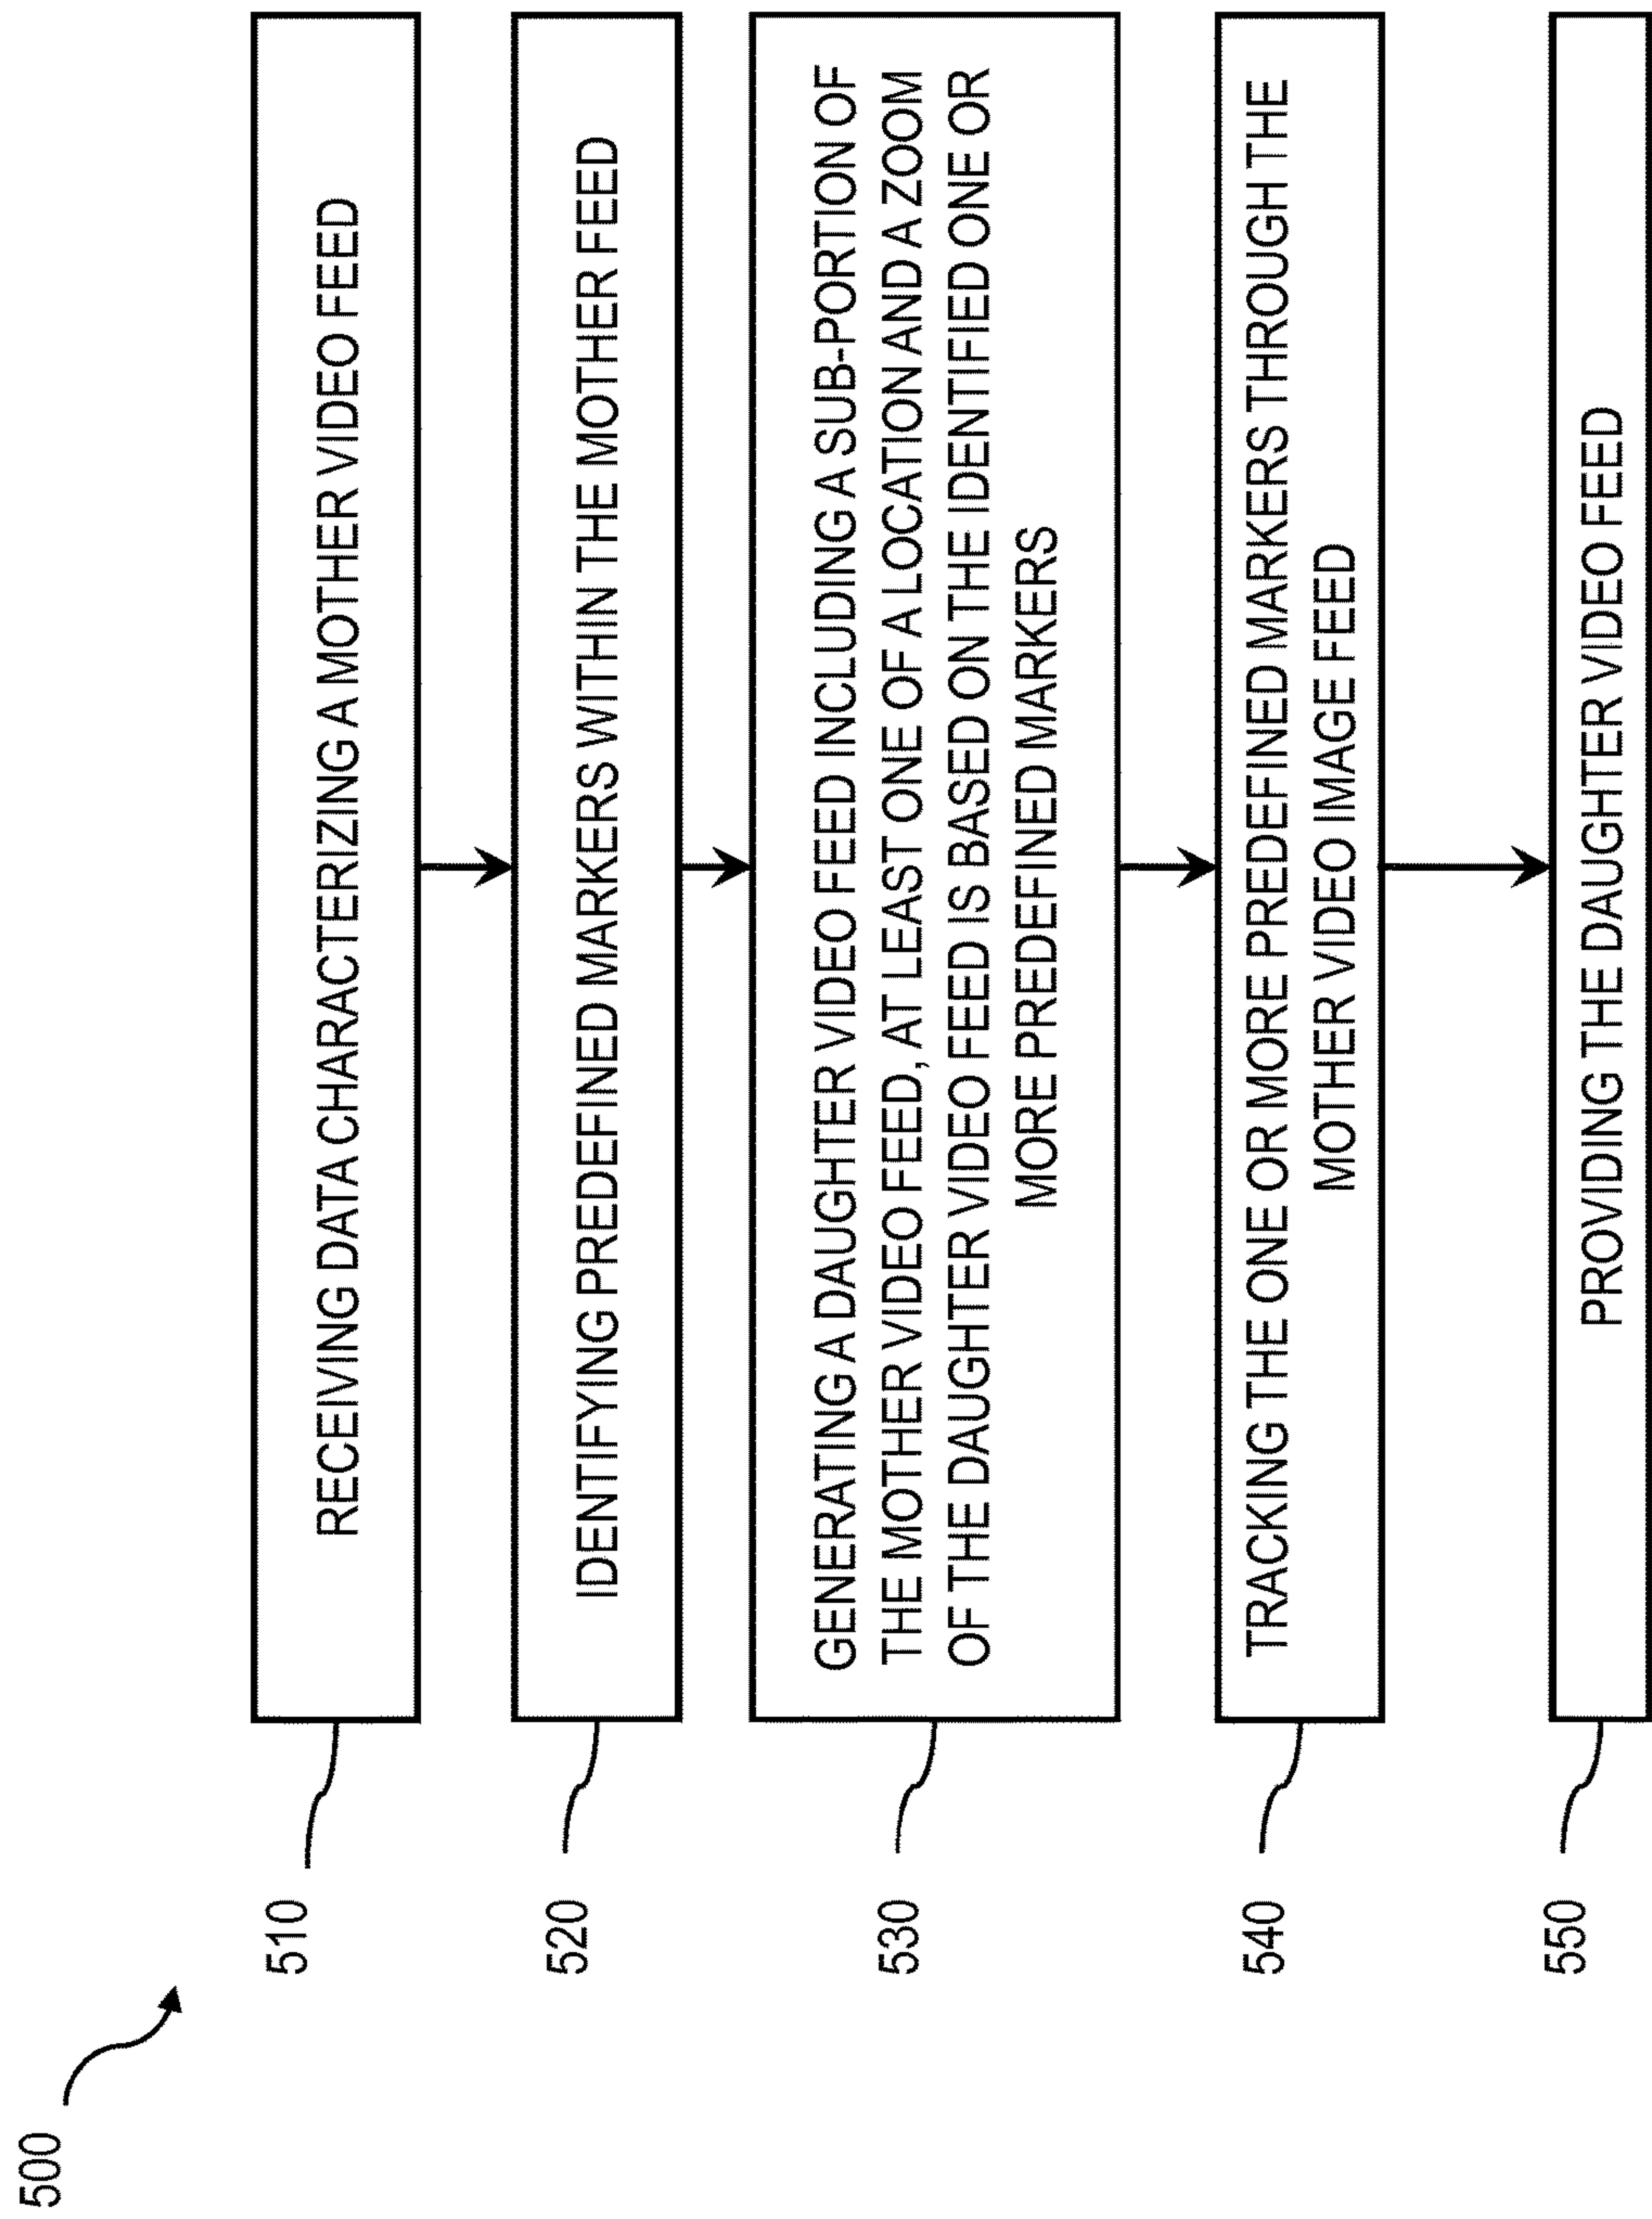 500
510
RECEIVING DATA CHARACTERIZING A MOTHER VIDEO FEED
520
IDENTIFYING PREDEFINED MARKERS WITHIN THE MOTHER FEED
530
GENERATING A DAUGHTER VIDEO FEED INCLUDING A SUB-PORTION OF
THE MOTHER VIDEO FEED, AT LEAST ONE OF A LOCATION AND A ZOOM
OF THE DAUGHTER VIDEO FEED IS BASED ON THE IDENTIFIED ONE OR
MORE PREDEFINED MARKERS
540
TRACKING THE ONE OR MORE PREDEFINED MARKERS THROUGH THE
MOTHER VIDEO IMAGE FEED
550
PROVIDING THE DAUGHTER VIDEO FEED